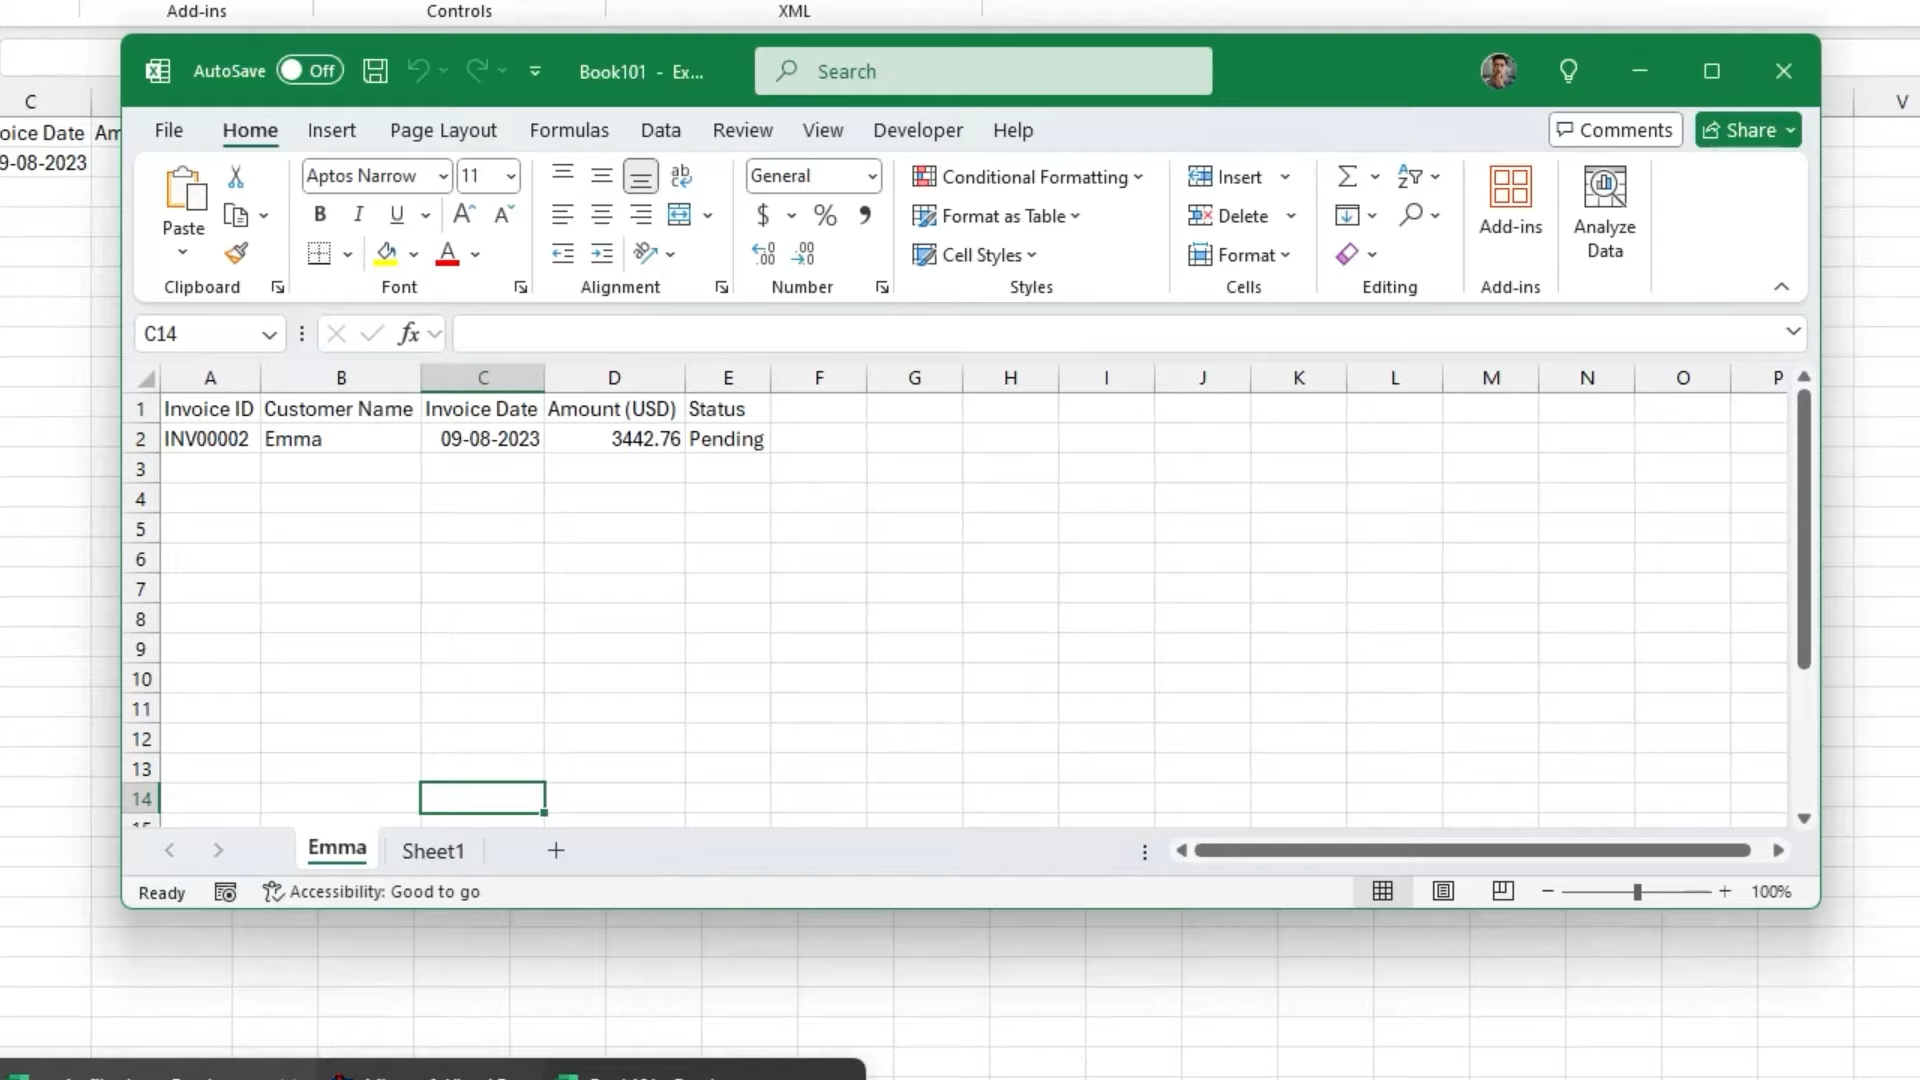 Add-ins Controls XML
AutoSave Off Book101 - Ex... Search
C V
oice Date Am
9-08-2023
File Home Insert Page Layout Formulas Data Review View Developer Help Comments Share
Paste Aptos Narrow 11 General Conditional Formatting Insert Add-ins Analyze Data
B I U A A $ % Format as Table Delete
A Cell Styles Format
Clipboard Font Alignment Number Styles Cells Editing Add-ins
C14 fx
A B C D E F G H I J K L M N O P
1 Invoice ID Customer Name Invoice Date Amount (USD) Status
2 INV00002 Emma 09-08-2023 3442.76 Pending
3
4
5
6
7
8
9
10
11
12
13
14
Emma Sheet1
Ready Accessibility: Good to go 100%